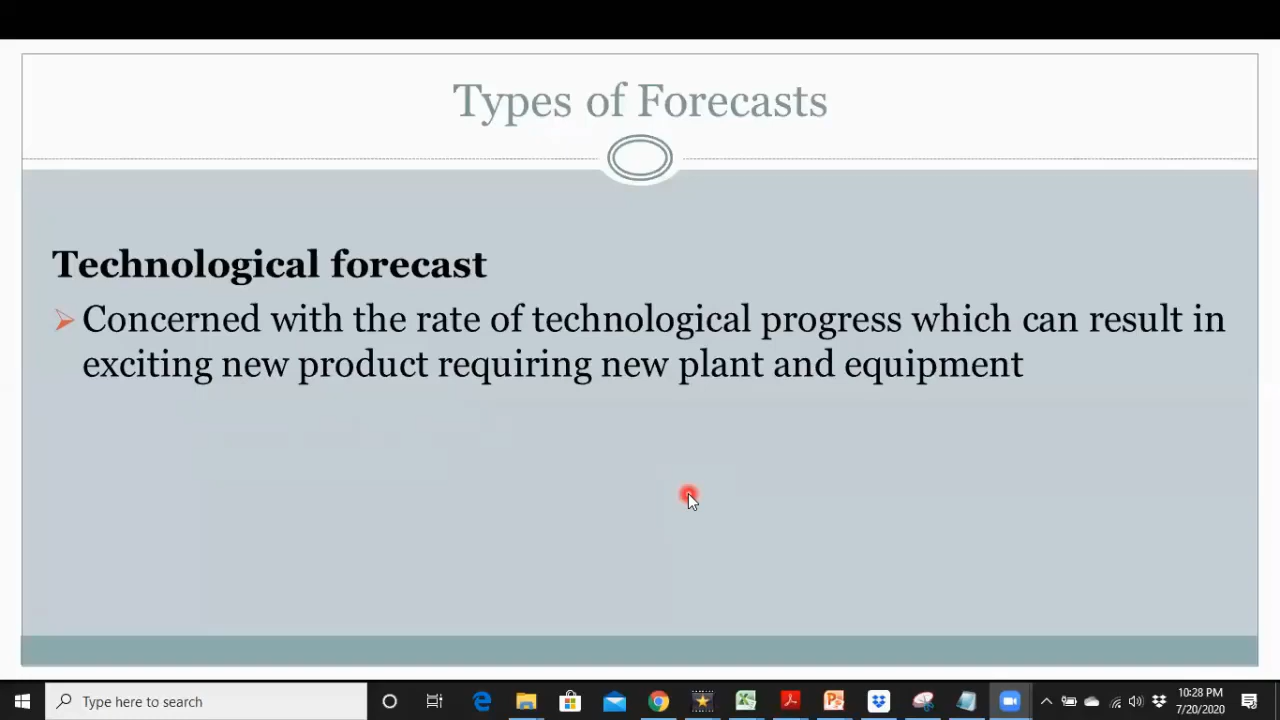 Types of Forecasts
Technological forecast
Concerned with the rate of technological progress which can result in
exciting new product requiring new plant and equipment
Type here to search
10:28 PM
7/20/2020